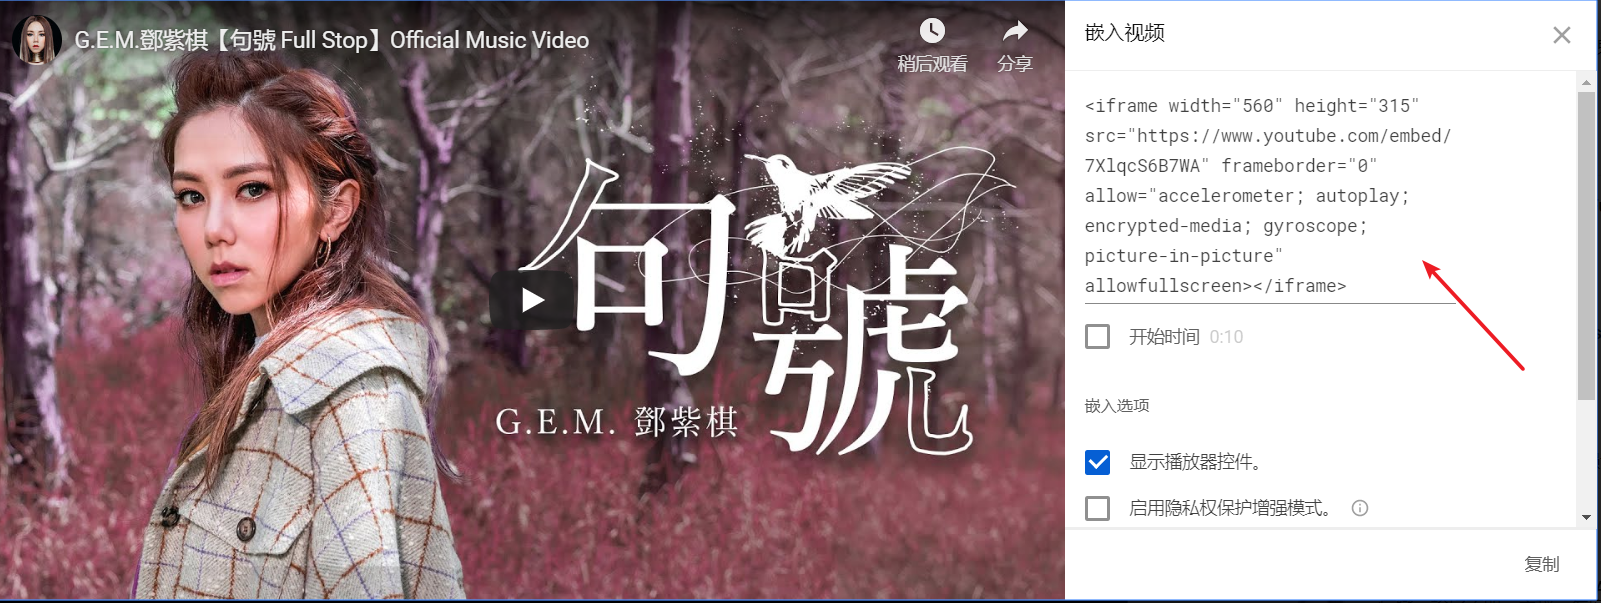 G.E.M.鄧紫棋【句號 Full Stop】Official Music Video
稍后观看
分享
句號
G.E.M. 鄧紫棋
嵌入视频
<iframe width="560" height="315"
src="https://www.youtube.com/embed/
7XlqcS6B7WA" frameborder="0"
allow="accelerometer; autoplay;
encrypted-media; gyroscope;
picture-in-picture"
allowfullscreen></iframe>
开始时间 0:10
嵌入选项
显示播放器控件。
启用隐私权保护增强模式。
复制